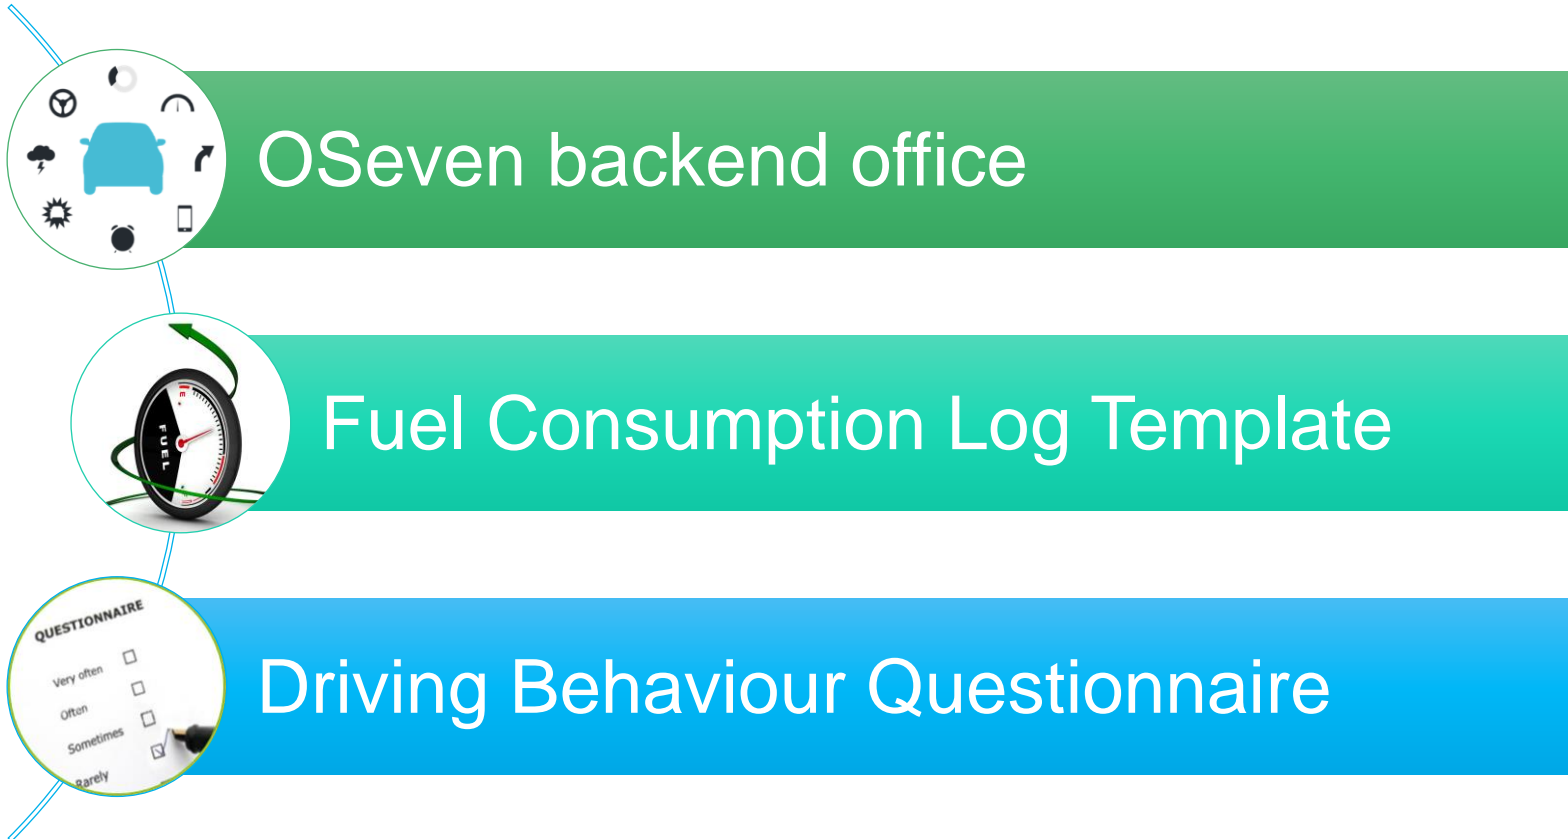 OSeven backend office
FUEL
Fuel Consumption Log Template
QUESTIONNAIRE
Very often
Often
Sometimes
Rarely
Driving Behaviour Questionnaire